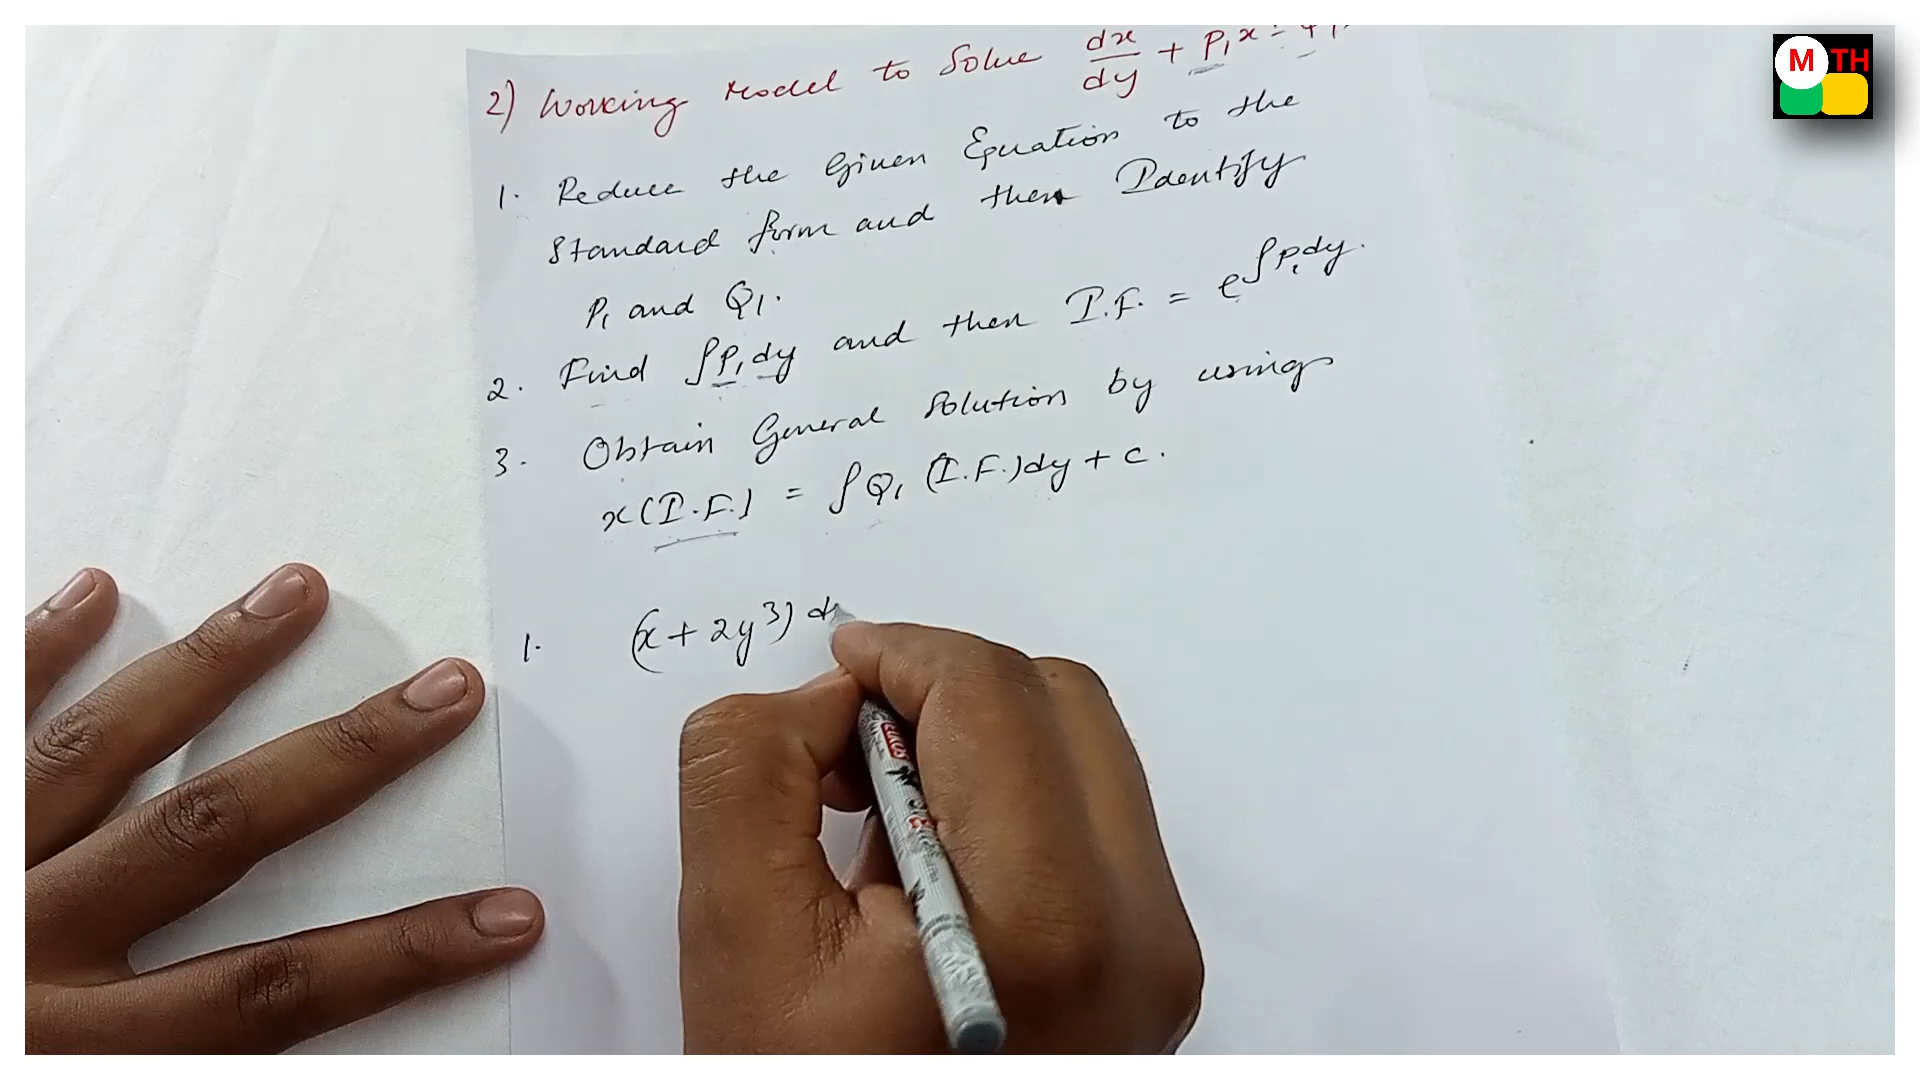 M TH
2) Working Model to Solve dx/dy + P₁x =
1. Reduce the Given Equation to the
Standard form and then Identify
P₁ and Q₁.
2. Find ∫P₁dy and then I.F. = e^∫P₁dy.
3. Obtain General Solution by using
x(I.F.) = ∫Q₁ (I.F.)dy + c.
1. (x + 2y³) d